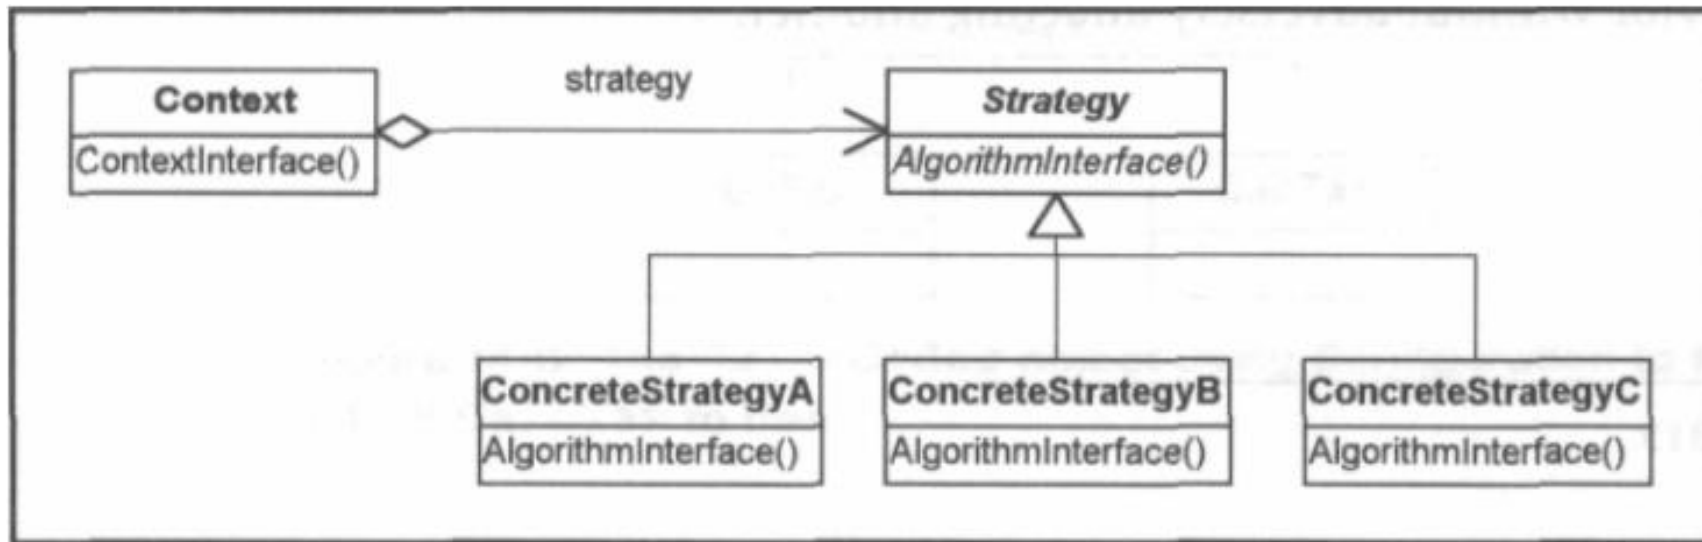 strategy
Context
Strategy
ContextInterface()
AlgorithmInterface()
ConcreteStrategyA
ConcreteStrategyB
ConcreteStrategyC
AlgorithmInterface()
AlgorithmInterface()
AlgorithmInterface()